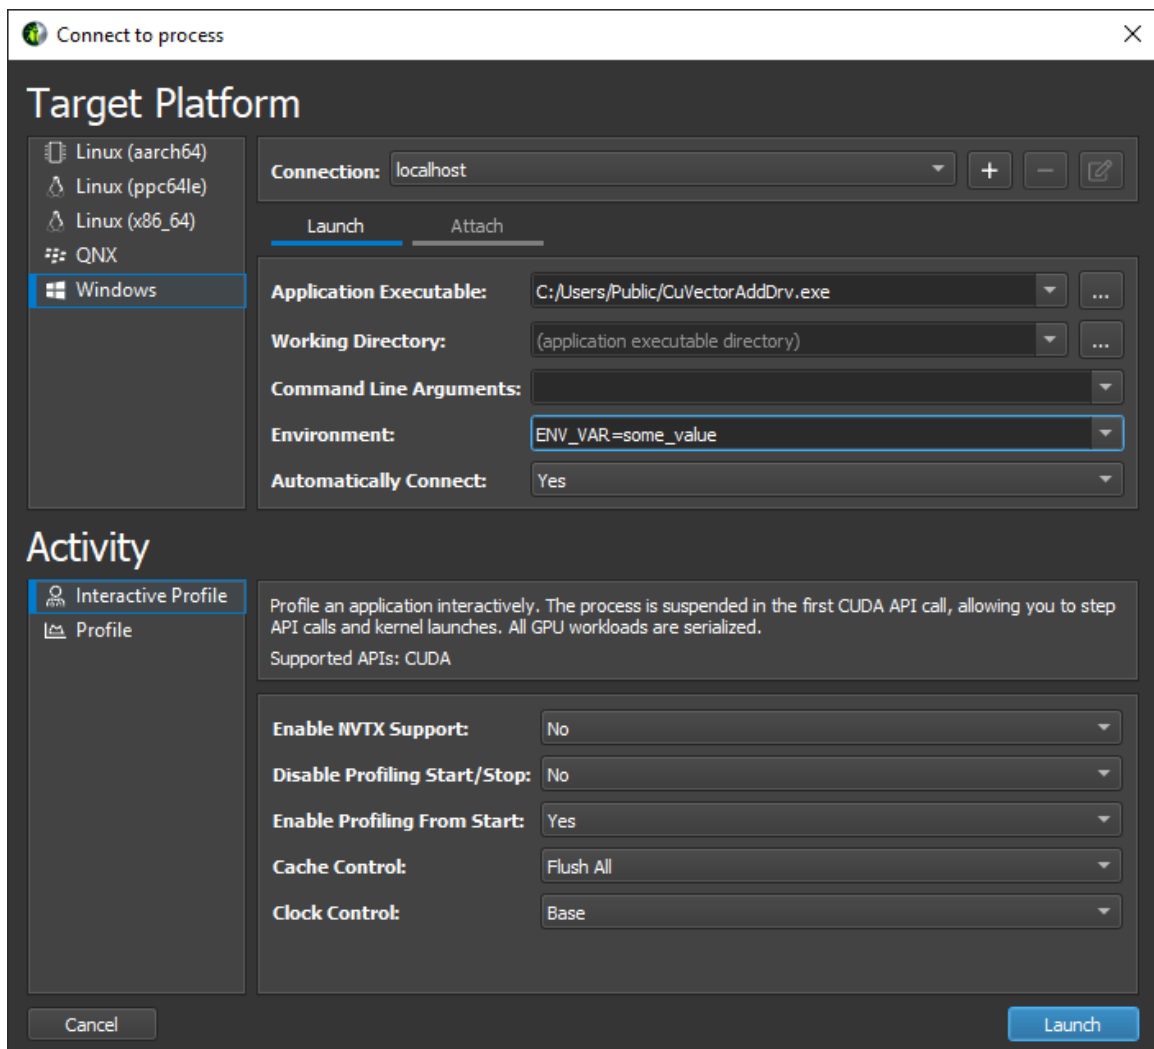 Connect to process
Target Platform
Linux (aarch64)
Linux (ppc64le)
Linux (x86_64)
QNX
Windows
Connection: localhost
Launch Attach
Application Executable: C:/Users/Public/CuVectorAddDrv.exe ...
Working Directory: (application executable directory) ...
Command Line Arguments:
Environment: ENV_VAR=some_value
Automatically Connect: Yes
Activity
Interactive Profile
Profile
Profile an application interactively. The process is suspended in the first CUDA API call, allowing you to step
API calls and kernel launches. All GPU workloads are serialized.
Supported APIs: CUDA
Enable NVTX Support: No
Disable Profiling Start/Stop: No
Enable Profiling From Start: Yes
Cache Control: Flush All
Clock Control: Base
Cancel Launch